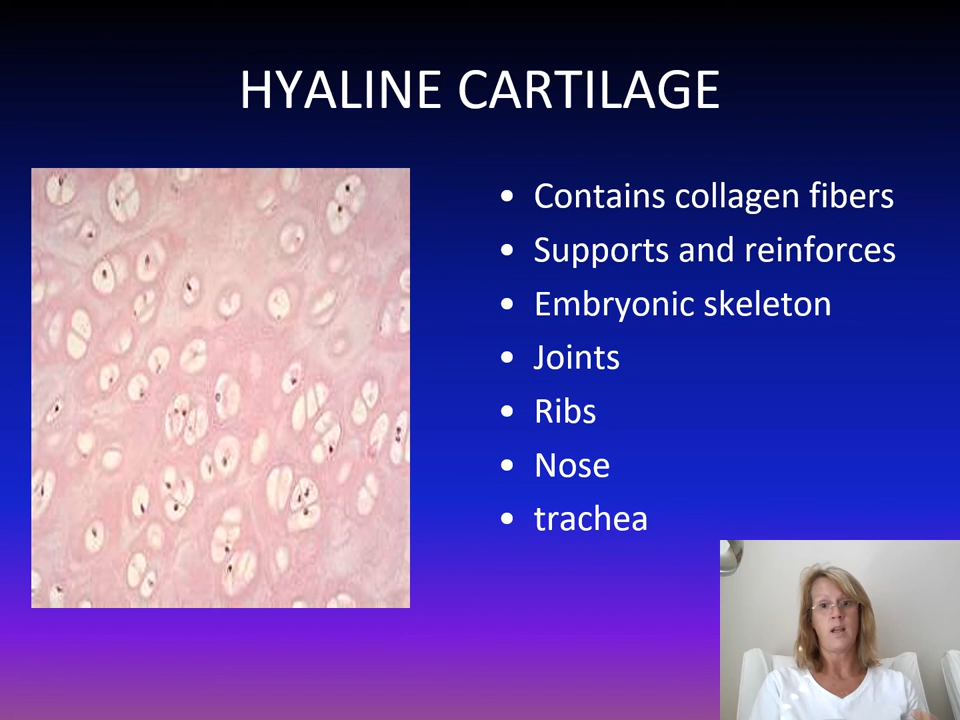 HYALINE CARTILAGE
• Contains collagen fibers
• Supports and reinforces
• Embryonic skeleton
• Joints
• Ribs
• Nose
• trachea